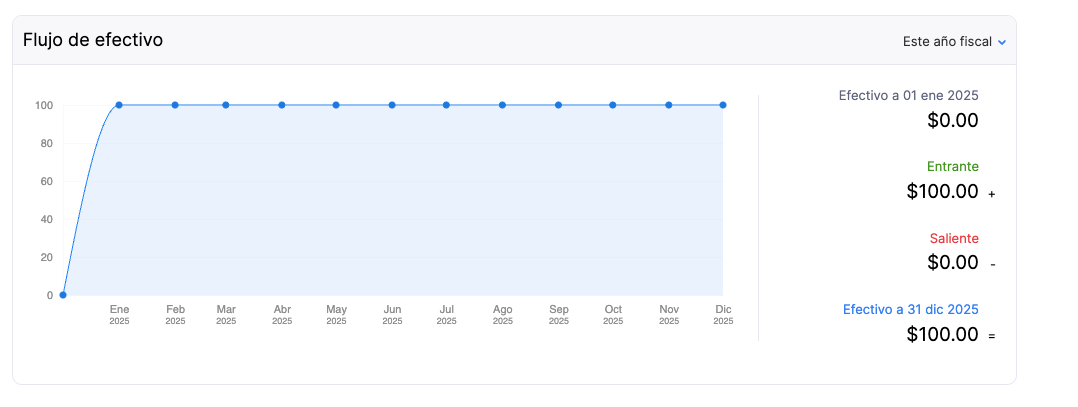 Flujo de efectivo
Este año fiscal
100
80
60
40
20
0
Ene Feb Mar Abr May Jun Jul Ago Sep Oct Nov Dic
2025 2025 2025 2025 2025 2025 2025 2025 2025 2025 2025 2025
Efectivo a 01 ene 2025
$0.00
Entrante
$100.00 +
Saliente
$0.00 -
Efectivo a 31 dic 2025
$100.00 =